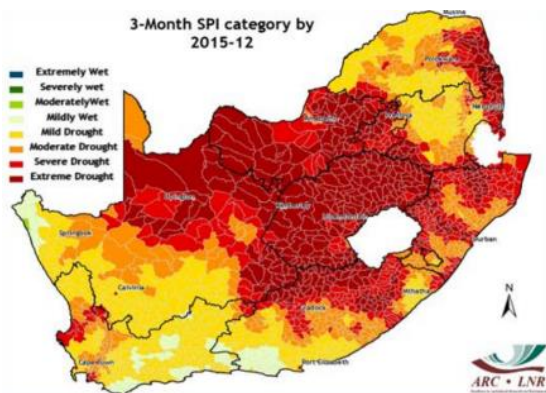 3-Month SPI category by
2015-12
Musina
Extremely Wet
Severely wet
ModeratelyWet
Mildly Wet
Mild Drought
Moderate Drought
Severe Drought
Extreme Drought
Upington
Kimberley
Springbok
Durban
Calvinia
Mthatha
Cradock
Cape Town
Port Elizabeth
N
ARC • LNR